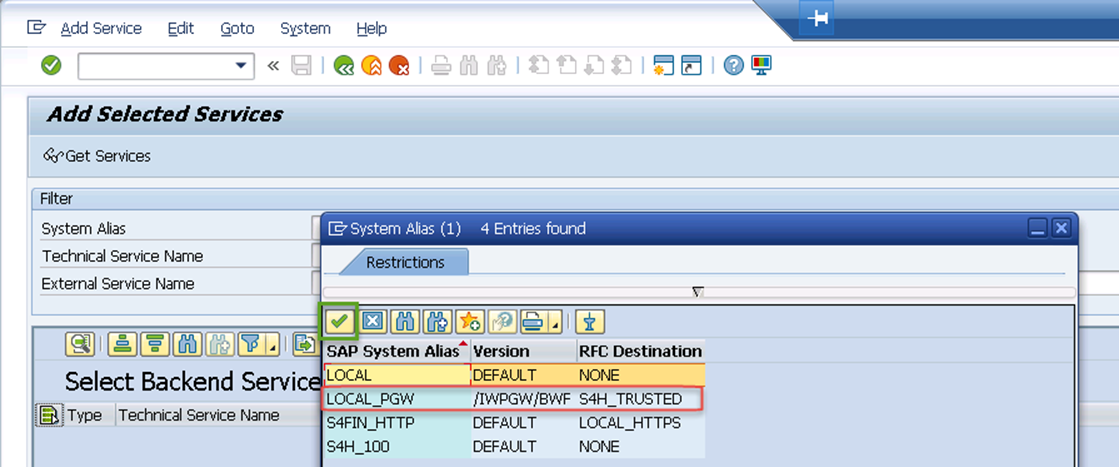 Add Service Edit Goto System Help
Add Selected Services
Get Services
Filter
System Alias
Technical Service Name
External Service Name
System Alias (1) 4 Entries found
Restrictions
SAP System Alias Version RFC Destination
LOCAL DEFAULT NONE
LOCAL_PGW /IWPGW/BWF S4H_TRUSTED
S4FIN_HTTP DEFAULT LOCAL_HTTPS
S4H_100 DEFAULT NONE
Select Backend Service
Type Technical Service Name